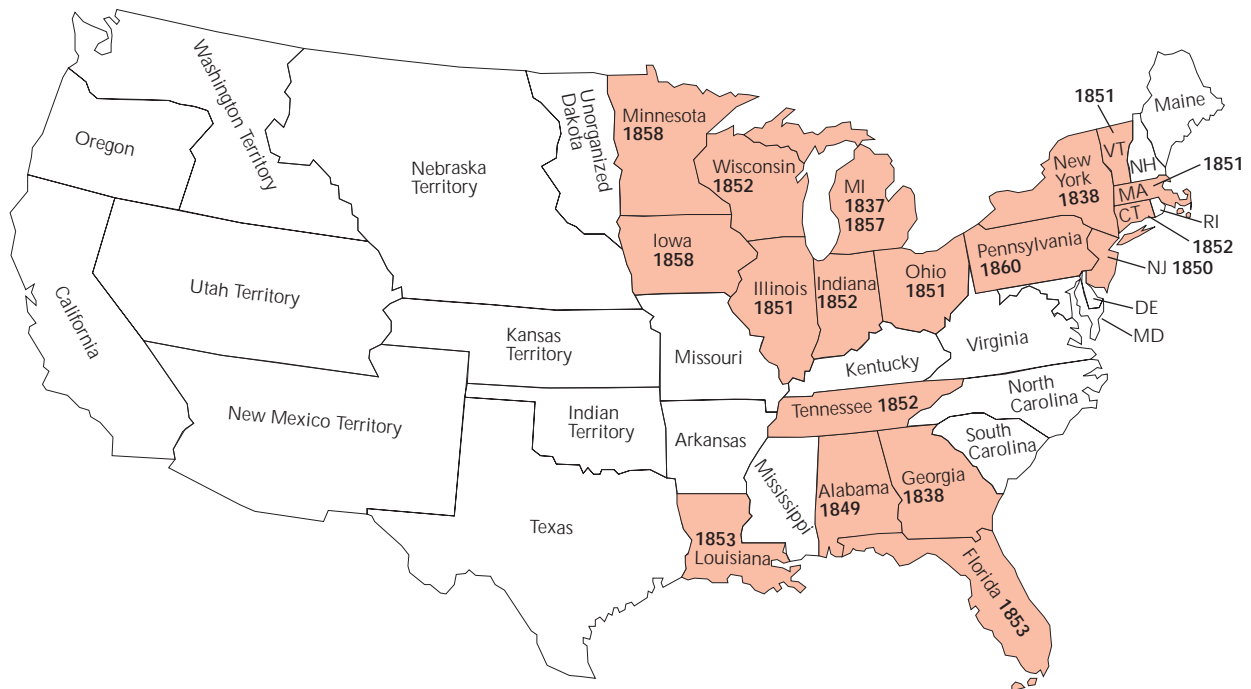 Washington Territory
Oregon
California
Utah Territory
New Mexico Territory
Nebraska
Territory
Unorganized
Dakota
Kansas
Territory
Indian
Territory
Texas
Minnesota
1858
Iowa
1858
Missouri
Arkansas
1853
Louisiana
Wisconsin
1852
Illinois
1851
MI
1837
1857
Indiana
1852
Ohio
1851
Kentucky
Tennessee 1852
Mississippi
Alabama
1849
Georgia
1838
Florida 1853
South
Carolina
North
Carolina
Virginia
Pennsylvania
1860
New
York
1838
1851
VT
NH
Maine
MA
1851
CT
RI
1852
NJ 1850
DE
MD